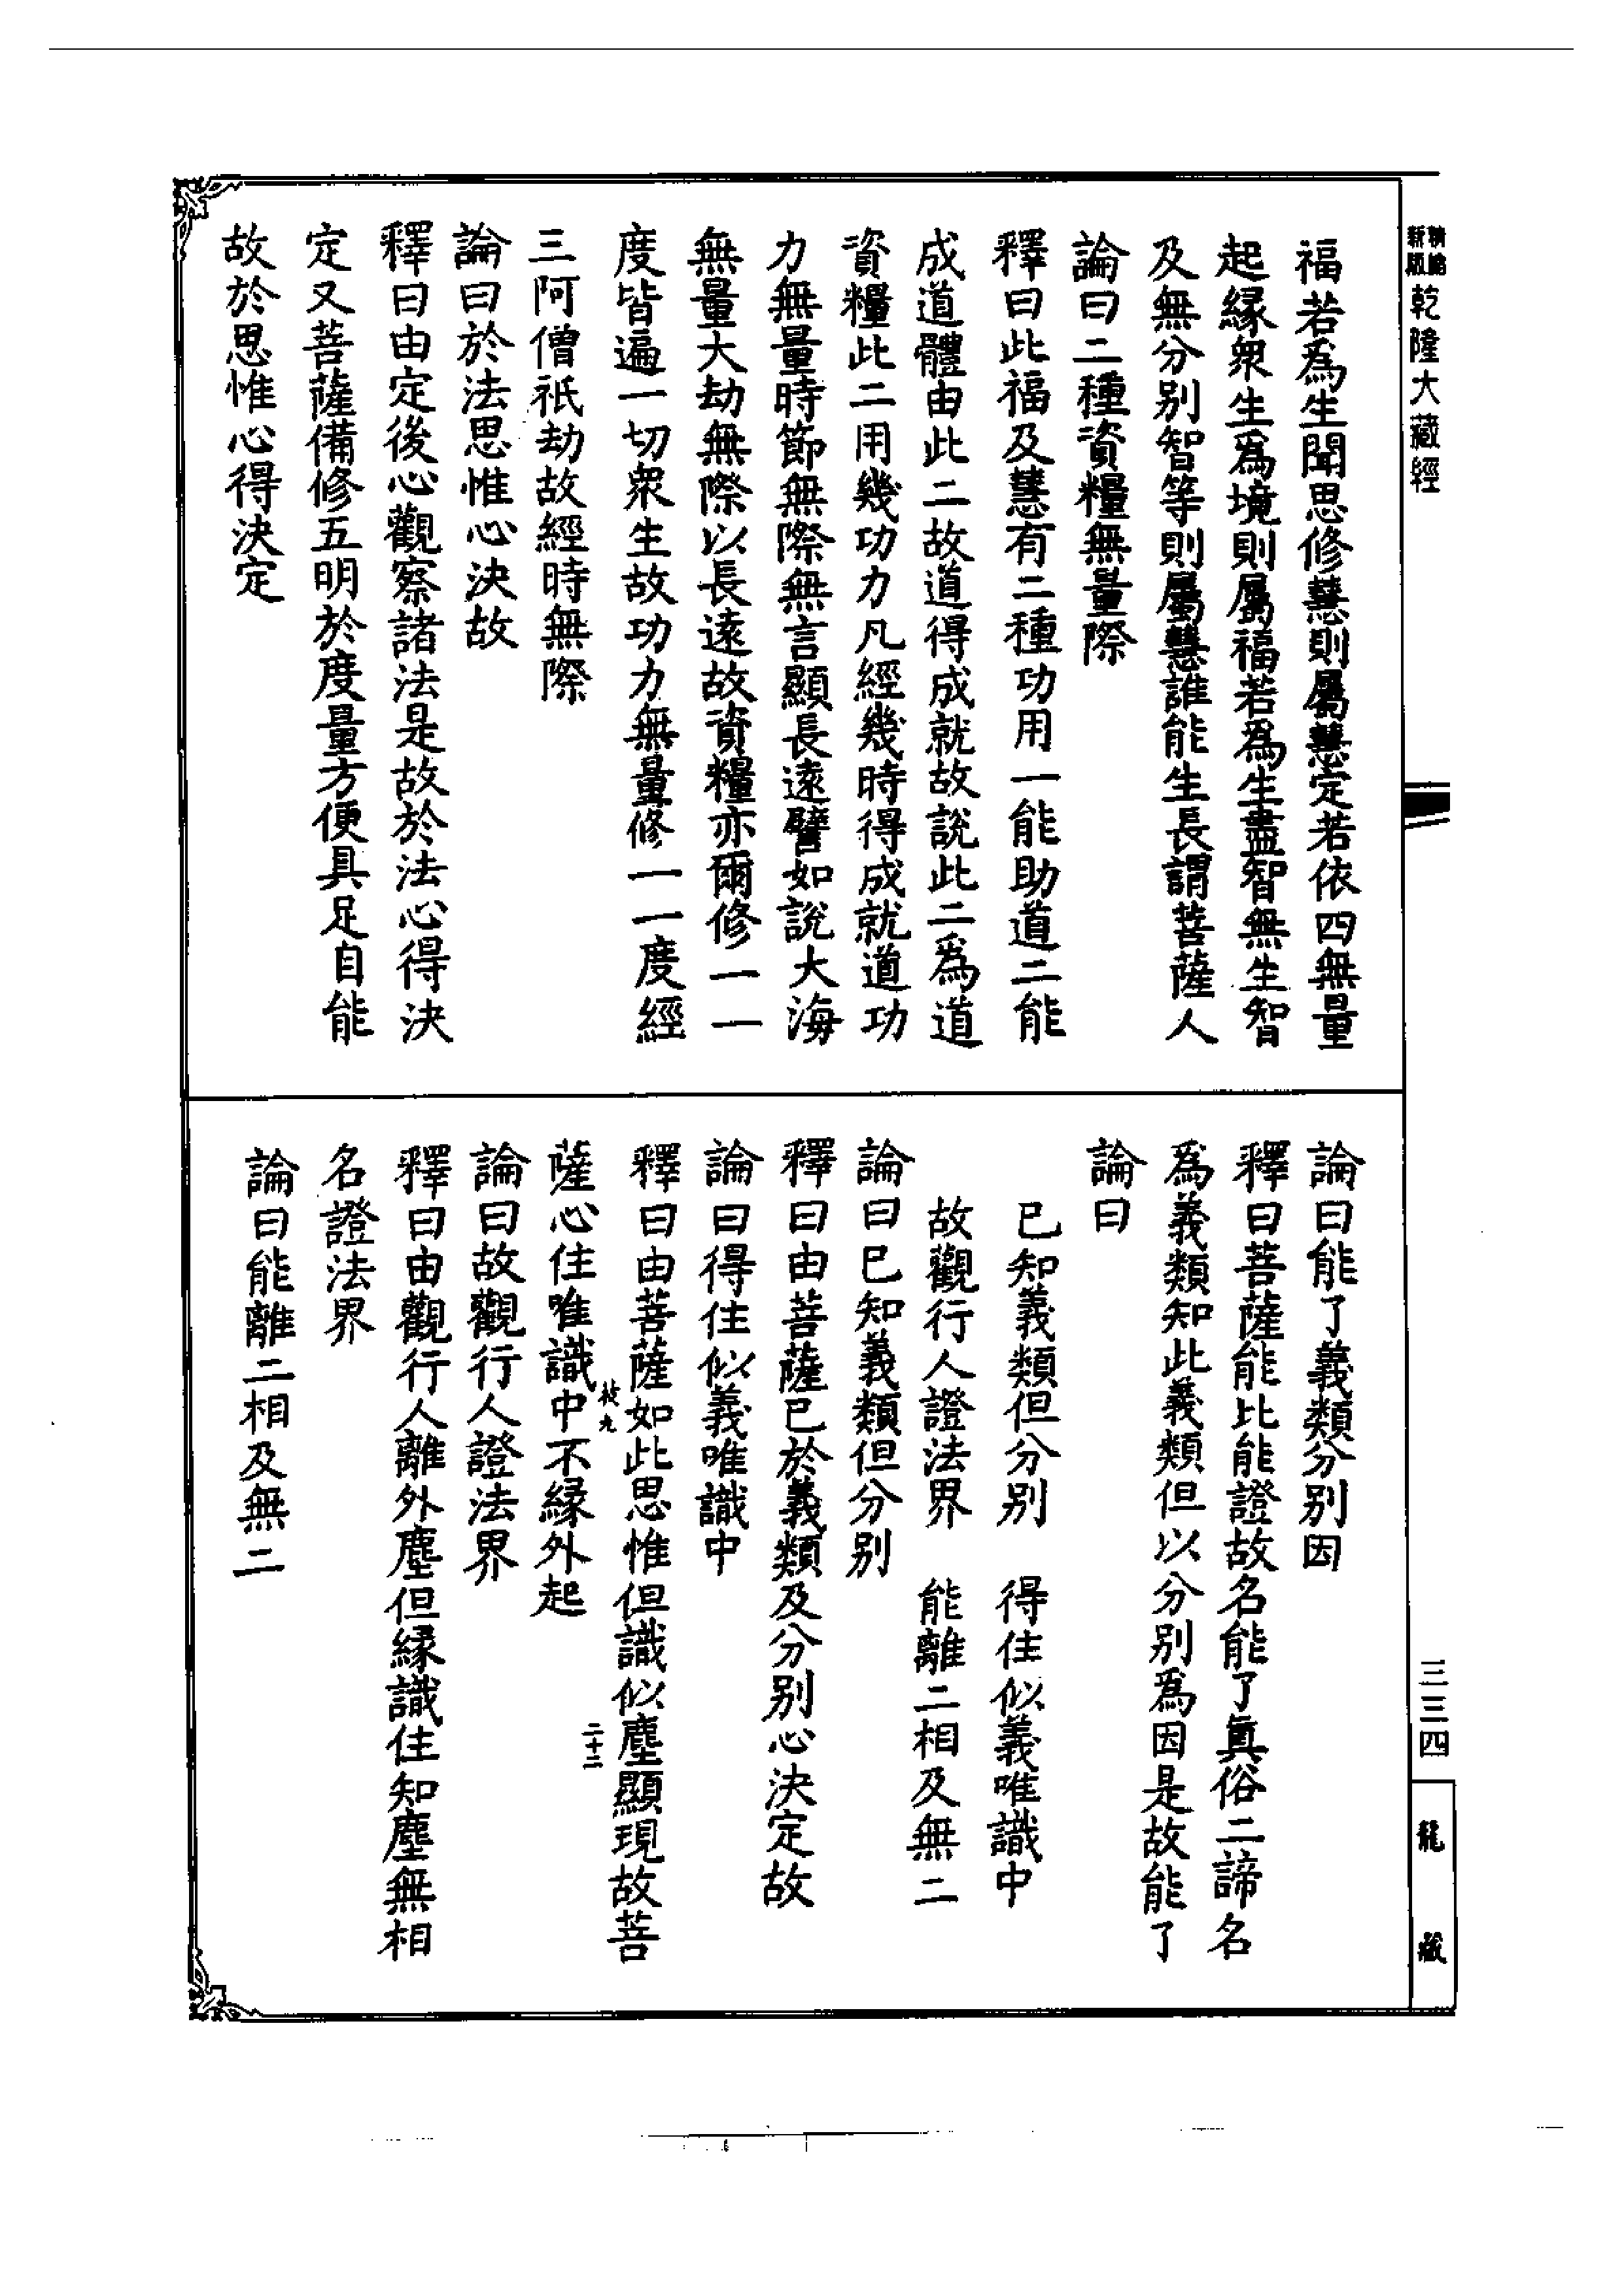 新版
精縮
乾隆大藏經
三三四
龍藏
福若爲生聞思修慧則屬慧定若依四無量
起緣衆生爲境則屬福若爲生盡智無生智
及無分別智等則屬慧誰能生長謂菩薩人
論曰二種資糧無量際
釋曰此福及慧有二種功用一能助道二能
成道體由此二故道得成就故說此二爲道
資糧此二用幾功力凡經幾時得成就道功
力無量時節無際無言顯長遠譬如說大海
無量大劫無際以長遠故資糧亦爾修一一
度皆遍一切衆生故功力無量修一一度經
三阿僧祇劫故經時無際
論曰於法思惟心決故
釋曰由定後心觀察諸法是故於法心得決
定又菩薩備修五明於度量方便具足自能
故於思惟心得決定
論曰能了義類分別因
釋曰菩薩能比能證故名能了眞俗二諦名
爲義類知此義類但以分別爲因是故能了
論曰
已知義類但分別　得住似義唯識中
故觀行人證法界　能離二相及無二
論曰已知義類但分別
釋曰由菩薩已於義類及分別心決定故
論曰得住似義唯識中
釋曰由菩薩如此思惟但識似塵顯現故菩
二十二
薩心住唯識中不緣外起
論曰故觀行人證法界
釋曰由觀行人離外塵但緣識住知塵無相
名證法界
論曰能離二相及無二